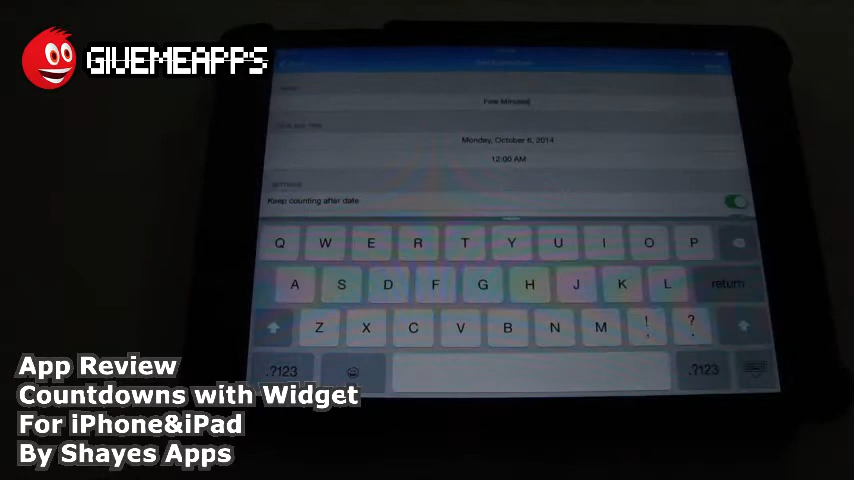 GIVEMEAPPS
Few Minutes
Monday, October 6, 2014
12:00 AM
Keep counting after date
Q W E R T Y U I O P
A S D F G H J K L return
Z X C V B N M ! , ? .
.?123 .?123
App Review
Countdowns with Widget
For iPhone&iPad
By Shayes Apps